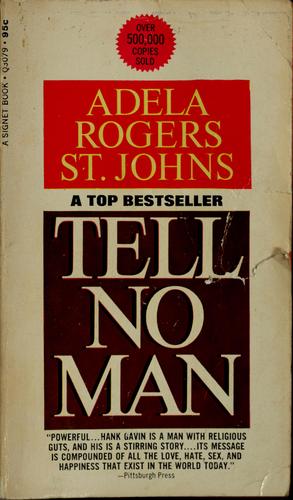 A SIGNET BOOK • Q3079 • 95c
OVER
500,000
COPIES
SOLD
ADELA
ROGERS
ST. JOHNS
A TOP BESTSELLER
TELL
NO
MAN
"POWERFUL...HANK GAVIN IS A MAN WITH RELIGIOUS
GUTS, AND HIS IS A STIRRING STORY....ITS MESSAGE
IS COMPOUNDED OF ALL THE LOVE, HATE, SEX, AND
HAPPINESS THAT EXIST IN THE WORLD TODAY."
—Pittsburgh Press